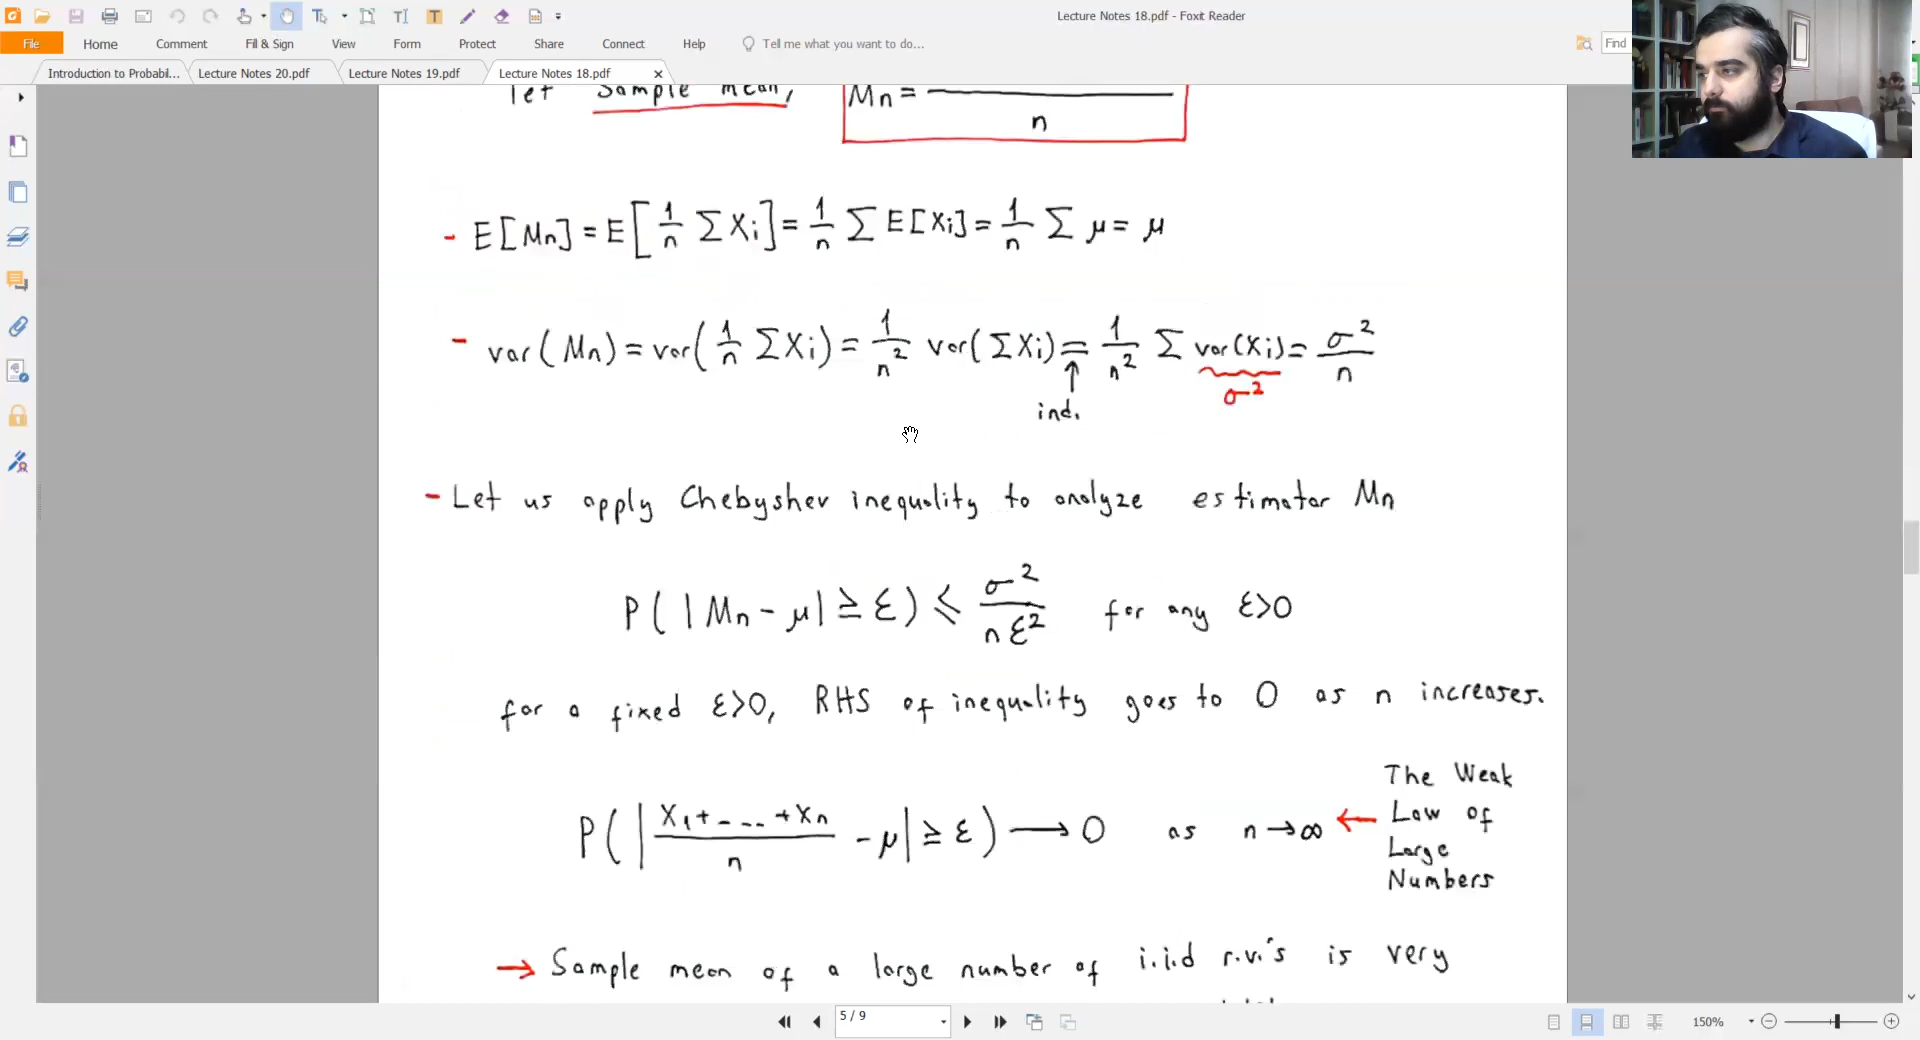 Lecture Notes 18.pdf - Foxit Reader
File Home Comment Fill & Sign View Form Protect Share Connect Help Tell me what you want to do... Find
Introduction to Probabil... Lecture Notes 20.pdf Lecture Notes 19.pdf Lecture Notes 18.pdf
let sample mean, Mn = n
- E[Mn] = E[1/n ΣXi] = 1/n Σ E[Xi] = 1/n Σ μ = μ
- var(Mn) = var(1/n ΣXi) = 1/n² var(ΣXi) = 1/n² Σ var(Xi) = σ²/n
σ²
ind.
- Let us apply Chebyshev inequality to analyze estimator Mn
P(|Mn - μ| ≥ ε) ≤ σ²/nε² for any ε>0
for a fixed ε>0, RHS of inequality goes to 0 as n increases.
P(|X1+----+Xn/n - μ| ≥ ε) → 0 as n→∞ ←
The Weak
Law of
Large
Numbers
→ Sample mean of a large number of i.i.d r.v.'s is very
5 / 9
150%